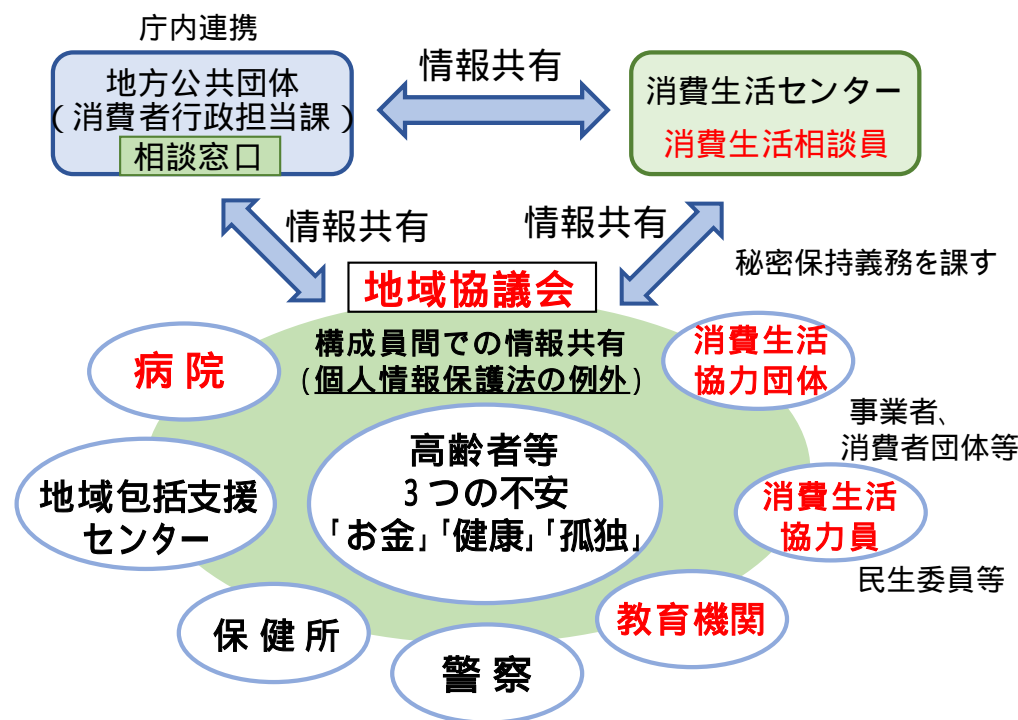 庁内連携
地方公共団体
（消費者行政担当課）
相談窓口
情報共有
消費生活センター
消費生活相談員
情報共有
情報共有
秘密保持義務を課す
地域協議会
構成員間での情報共有
(個人情報保護法の例外)
病 院
消費生活
協力団体
事業者、
消費者団体等
高齢者等
３つの不安
「お金」「健康」「孤独」
地域包括支援
センター
消費生活
協力員
民生委員等
保 健 所
教育機関
警 察